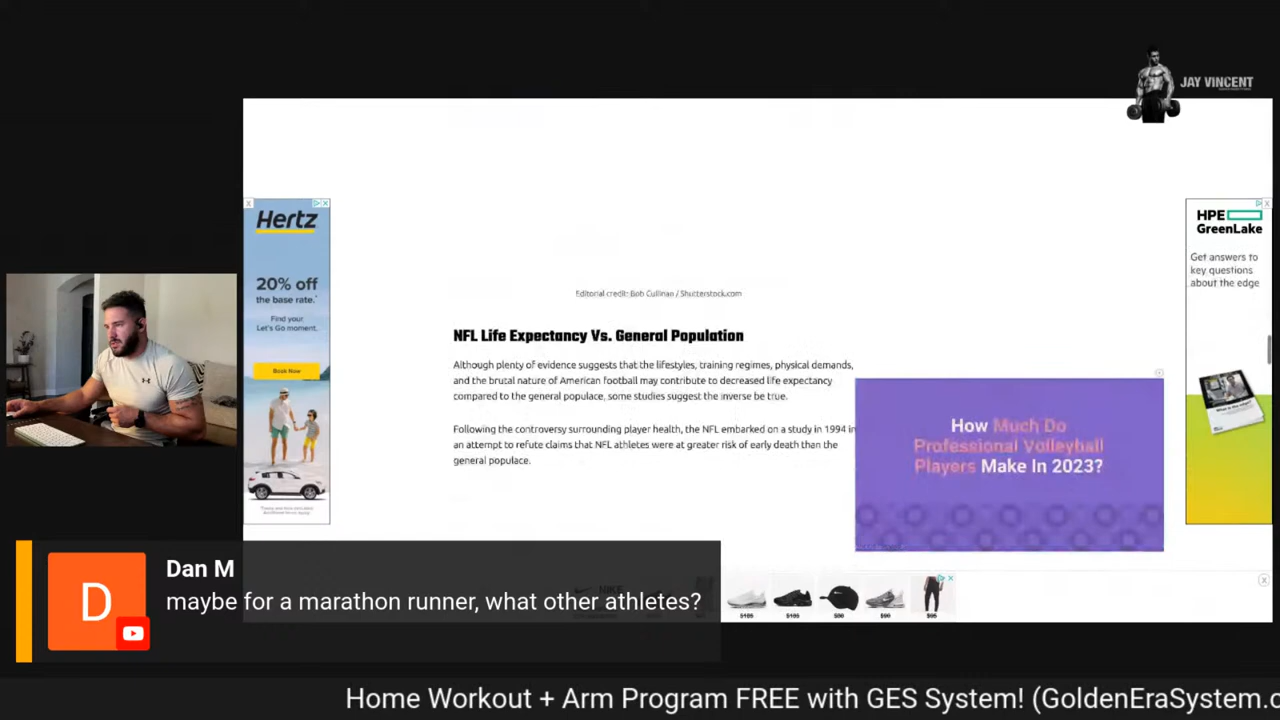 JAY VINCENT
Hertz
20% off
the base rate.*
Find your
Let's Go moment.
Book Now
Editorial credit: Bob Cullinan / Shutterstock.com
NFL Life Expectancy Vs. General Population
Although plenty of evidence suggests that the lifestyles, training regimes, physical demands,
and the brutal nature of American football may contribute to decreased life expectancy
compared to the general populace, some studies suggest the inverse be true.
Following the controversy surrounding player health, the NFL embarked on a study in 1994 in
an attempt to refute claims that NFL athletes were at greater risk of early death than the
general populace.
How Much Do
Professional Volleyball
Players Make In 2023?
HPE
GreenLake
Get answers to
key questions
about the edge
D
Dan M
maybe for a marathon runner, what other athletes?
Home Workout + Arm Program FREE with GES System! (GoldenEraSystem.c